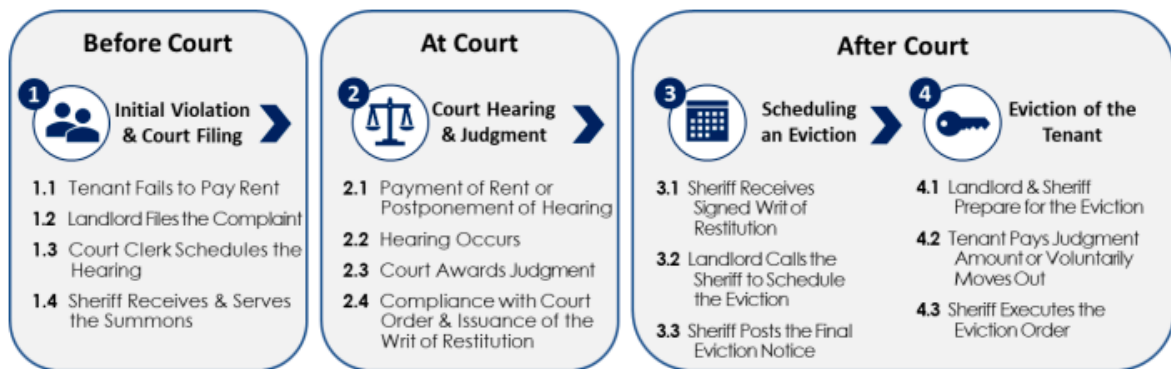 Before Court
1
Initial Violation
& Court Filing
1.1 Tenant Fails to Pay Rent
1.2 Landlord Files the Complaint
1.3 Court Clerk Schedules the
Hearing
1.4 Sheriff Receives & Serves
the Summons
At Court
2
Court Hearing
& Judgment
2.1 Payment of Rent or
Postponement of Hearing
2.2 Hearing Occurs
2.3 Court Awards Judgment
2.4 Compliance with Court
Order & Issuance of the
Writ of Restitution
After Court
3
Scheduling
an Eviction
3.1 Sheriff Receives
Signed Writ of
Restitution
3.2 Landlord Calls the
Sheriff to Schedule
the Eviction
3.3 Sheriff Posts the Final
Eviction Notice
4
Eviction of the
Tenant
4.1 Landlord & Sheriff
Prepare for the Eviction
4.2 Tenant Pays Judgment
Amount or Voluntarily
Moves Out
4.3 Sheriff Executes the
Eviction Order